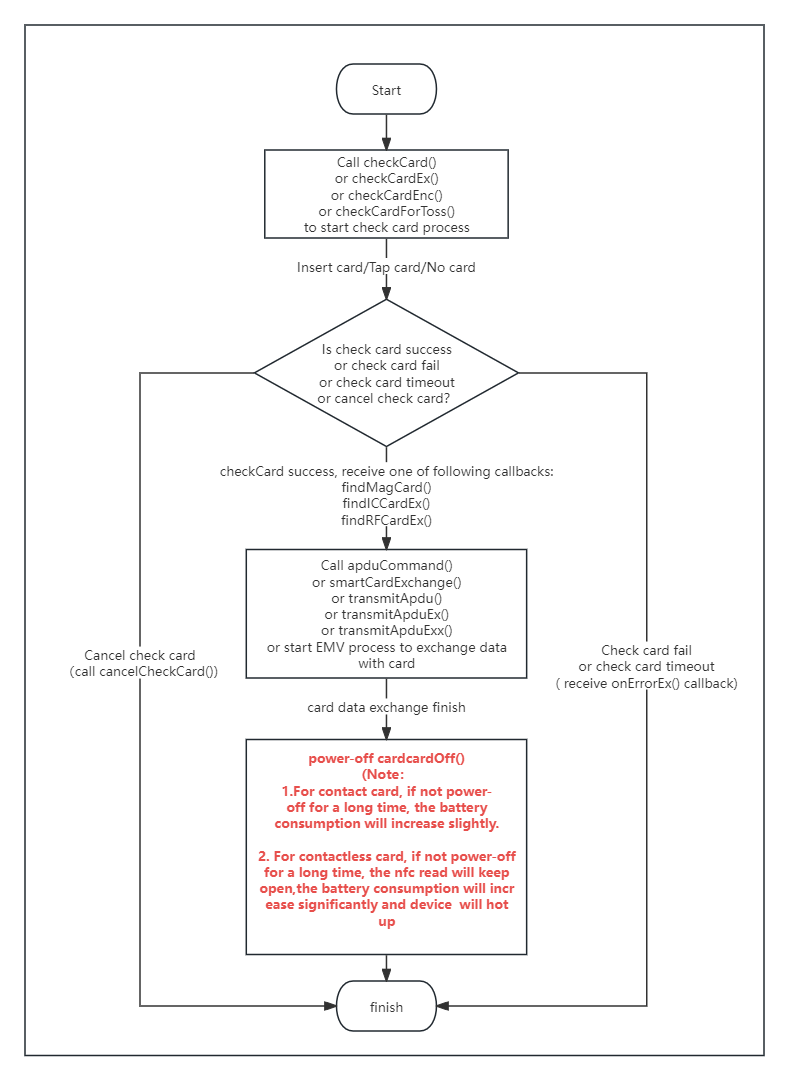 Start
Call checkCard()
or checkCardEx()
or checkCardEnc()
or checkCardForToss()
to start check card process
Insert card/Tap card/No card
Is check card success
or check card fail
or check card timeout
or cancel check card?
checkCard success, receive one of following callbacks:
findMagCard()
findICCardEx()
findRFCardEx()
Call apduCommand()
or smartCardExchange()
or transmitApdu()
or transmitApduEx()
or transmitApduExx()
or start EMV process to exchange data
with card
Cancel check card
(call cancelCheckCard())
Check card fail
or check card timeout
( receive onErrorEx() callback)
card data exchange finish
power-off cardcardOff()
(Note:
1.For contact card, if not power-
off for a long time, the battery
consumption will increase slightly.
2. For contactless card, if not power-off
for a long time, the nfc read will keep
open,the battery consumption will incr
ease significantly and device  will hot
up
finish